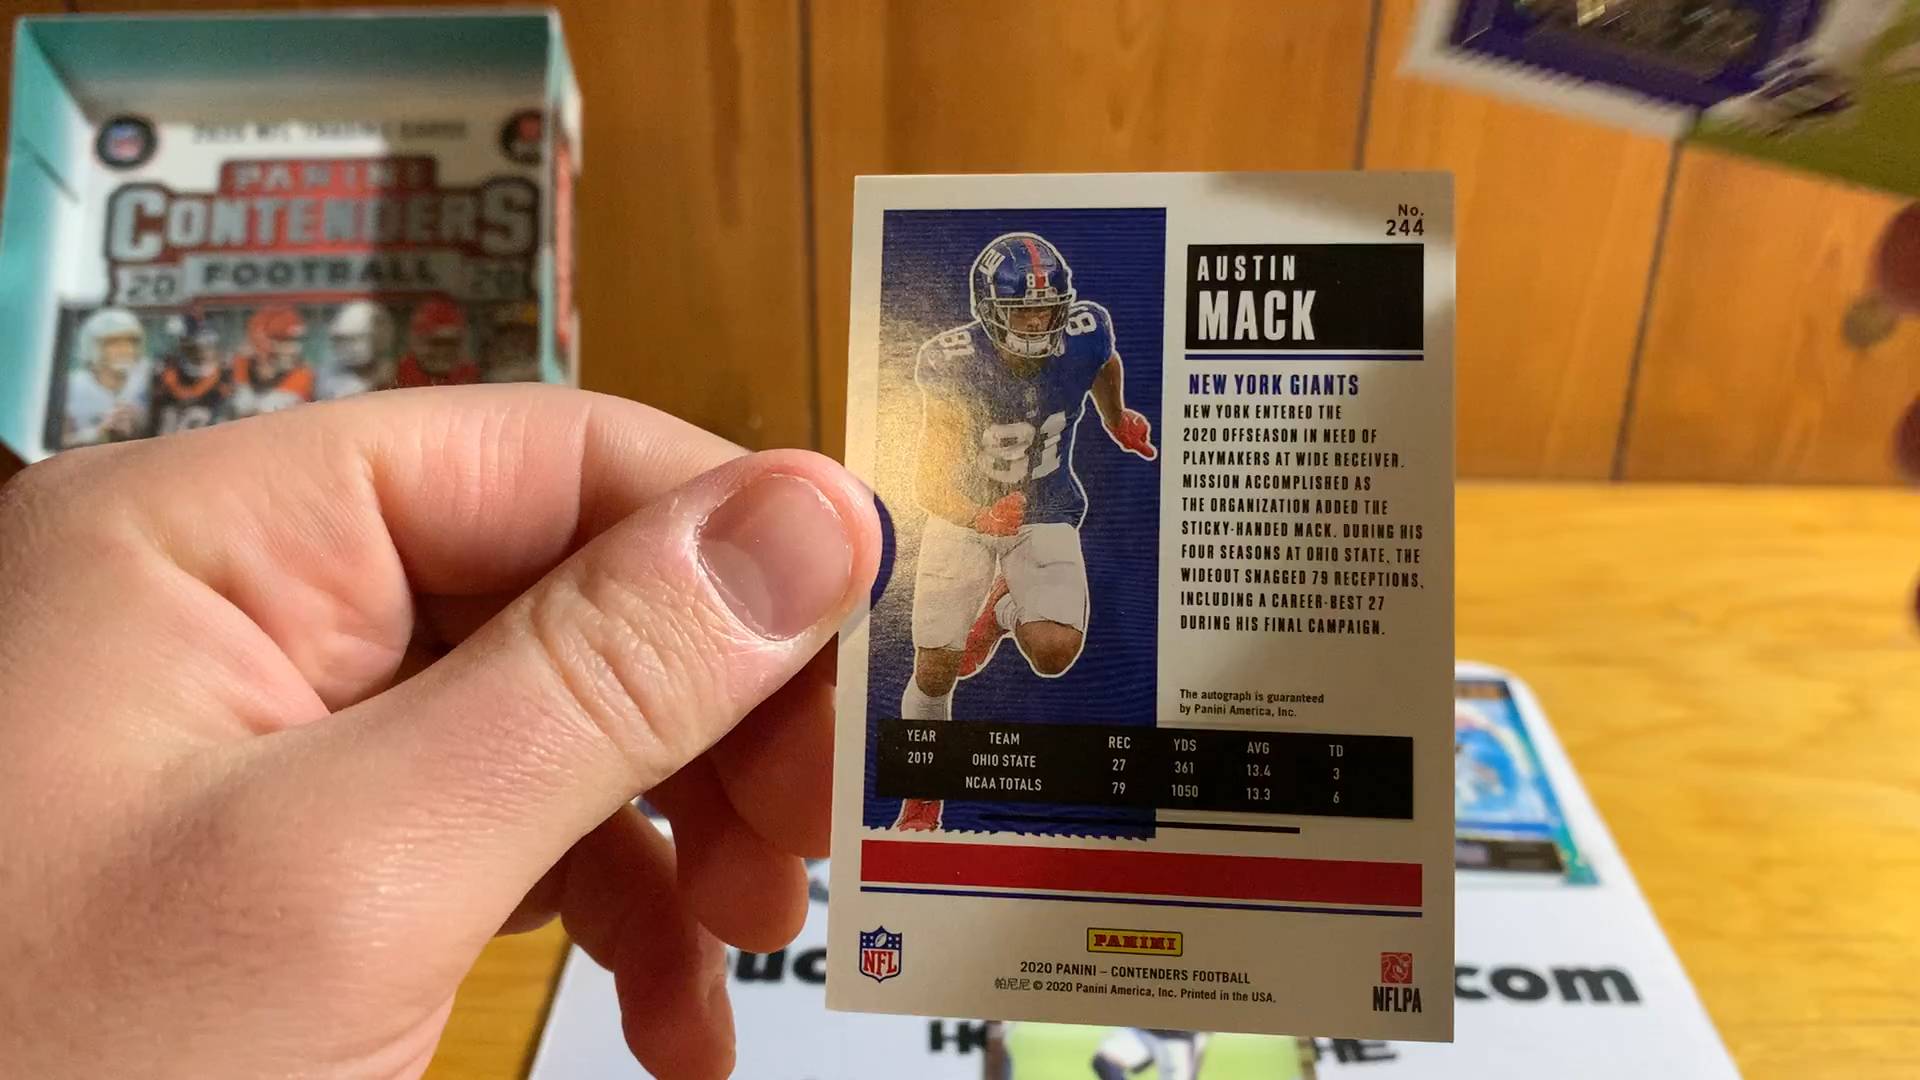 PANINI
CONTENDERS
20 FOOTBALL 20
No.
244
AUSTIN
MACK
NEW YORK GIANTS
NEW YORK ENTERED THE
2020 OFFSEASON IN NEED OF
PLAYMAKERS AT WIDE RECEIVER.
MISSION ACCOMPLISHED AS
THE ORGANIZATION ADDED THE
STICKY-HANDED MACK. DURING HIS
FOUR SEASONS AT OHIO STATE, THE
WIDEOUT SNAGGED 79 RECEPTIONS,
INCLUDING A CAREER-BEST 27
DURING HIS FINAL CAMPAIGN.
The autograph is guaranteed
by Panini America, Inc.
YEAR TEAM REC YDS AVG TD
2019 OHIO STATE 27 361 13.4 3
NCAA TOTALS 79 1050 13.3 6
81
81
81
NFL
PANINI
2020 PANINI – CONTENDERS FOOTBALL
帕尼尼 © 2020 Panini America, Inc. Printed in the USA.
NFLPA
com